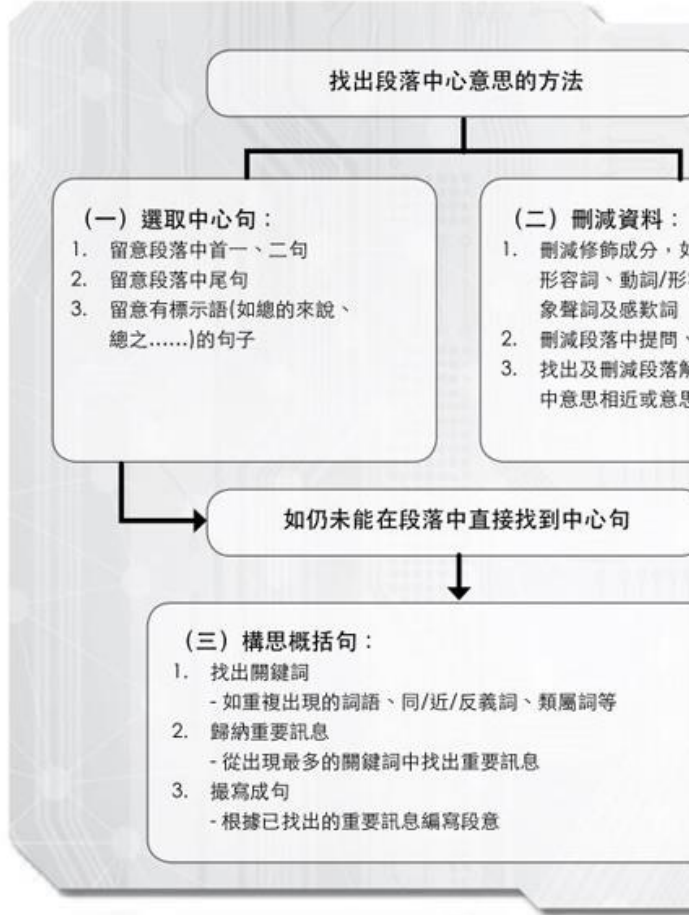 找出段落中心意思的方法
（一）選取中心句：
1. 留意段落中首一、二句
2. 留意段落中尾句
3. 留意有標示語(如總的來說、
總之……)的句子
（二）刪減資料：
1. 刪減修飾成分，如
形容詞、動詞/形
象聲詞及感歎詞
2. 刪減段落中提問、
3. 找出及刪減段落
中意思相近或意思
如仍未能在段落中直接找到中心句
（三）構思概括句：
1. 找出關鍵詞
- 如重複出現的詞語、同/近/反義詞、類屬詞等
2. 歸納重要訊息
- 從出現最多的關鍵詞中找出重要訊息
3. 撮寫成句
- 根據已找出的重要訊息編寫段意